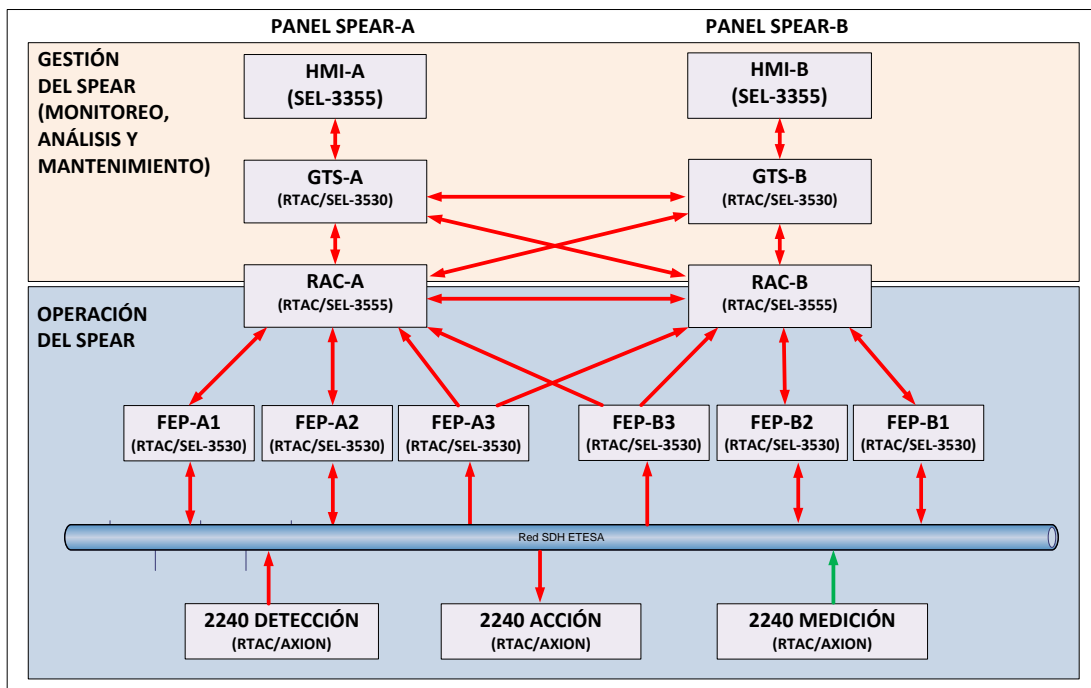 PANEL SPEAR-A
PANEL SPEAR-B
GESTIÓN
DEL SPEAR
(MONITOREO,
ANÁLISIS Y
MANTENIMIENTO)
HMI-A
(SEL-3355)
HMI-B
(SEL-3355)
GTS-A
(RTAC/SEL-3530)
GTS-B
(RTAC/SEL-3530)
RAC-A
(RTAC/SEL-3555)
RAC-B
(RTAC/SEL-3555)
OPERACIÓN
DEL SPEAR
FEP-A1
(RTAC/SEL-3530)
FEP-A2
(RTAC/SEL-3530)
FEP-A3
(RTAC/SEL-3530)
FEP-B3
(RTAC/SEL-3530)
FEP-B2
(RTAC/SEL-3530)
FEP-B1
(RTAC/SEL-3530)
Red SDH ETESA
2240 DETECCIÓN
(RTAC/AXION)
2240 ACCIÓN
(RTAC/AXION)
2240 MEDICIÓN
(RTAC/AXION)